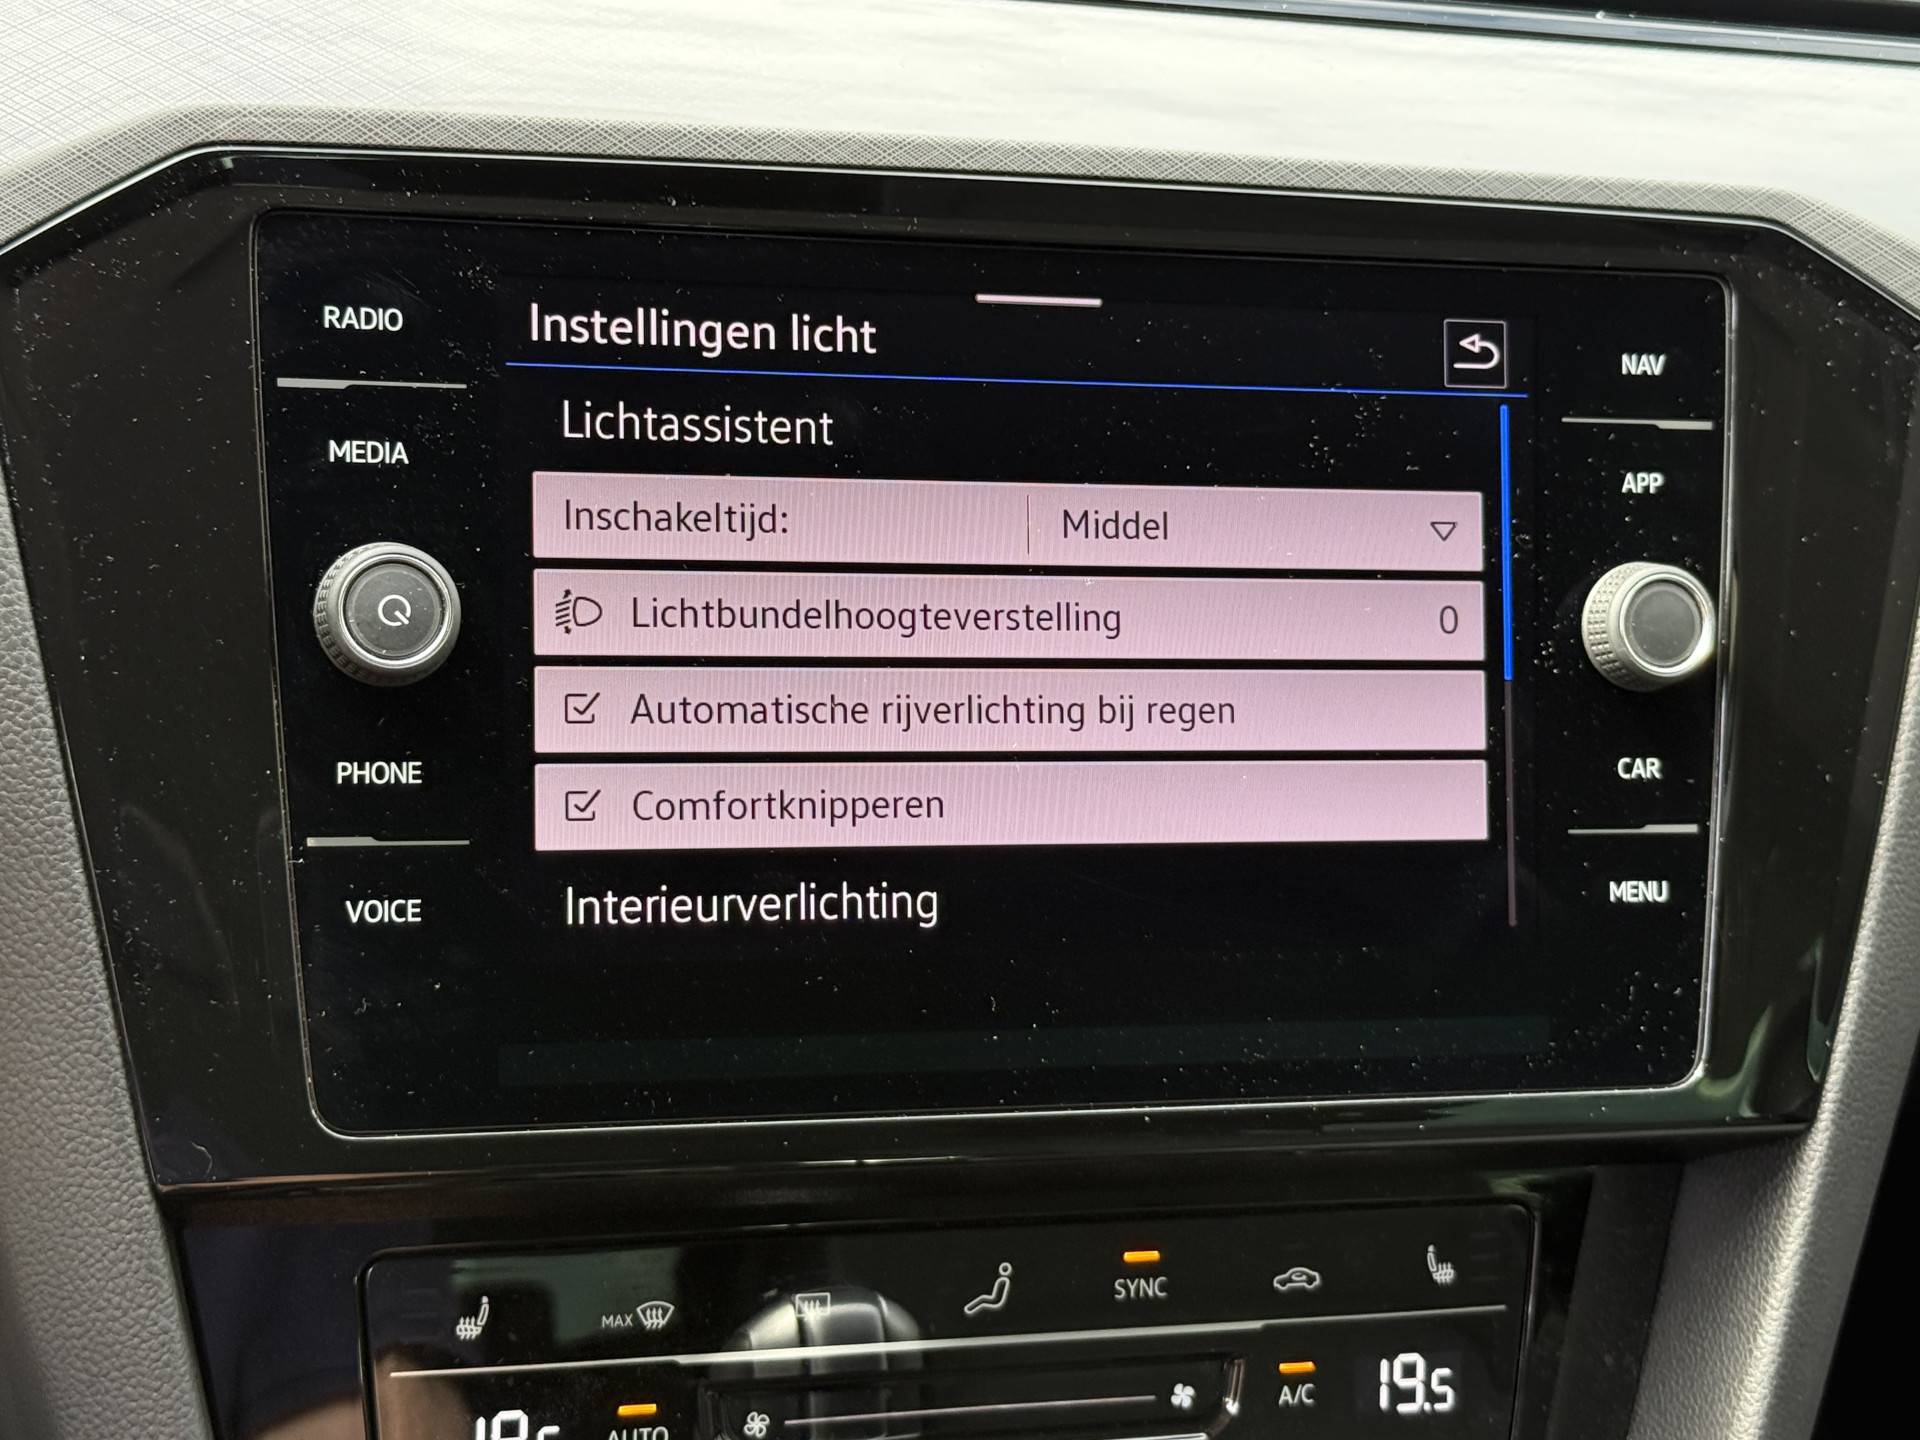 RADIO
MEDIA
PHONE
VOICE
Instellingen licht
Lichtassistent
Inschakeltijd: Middel
Lichtbundelhoogteverstelling 0
Automatische rijverlichting bij regen
Comfortknipperen
Interieurverlichting
NAV
APP
CAR
MENU
MAX
SYNC
AUTO
A/C
19.5